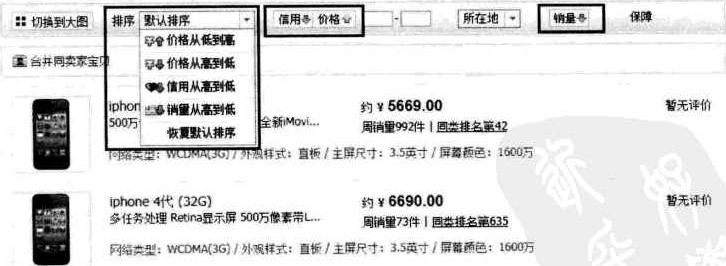 切换到大图 排序 默认排序 信用 价格 - 所在地 销量 保障
价格从低到高
合并同卖家宝贝
价格从高到低
信用从高到低
销量从高到低
恢复默认排序
iphon
约 ¥ 5669.00
暂无评价
500万 全新iMovi...
周销量992件 | 同类排名第42
网络类型：WCDMA(3G) / 外观样式：直板 / 主屏尺寸：3.5英寸 / 屏幕颜色：1600万
iphone 4代 (32G)
约 ¥ 6690.00
暂无评价
多任务处理 Retina显示屏 500万像素带L...
周销量73件 | 同类排名第635
网络类型：WCDMA(3G) / 外观样式：直板 / 主屏尺寸：3.5英寸 / 屏幕颜色：1600万